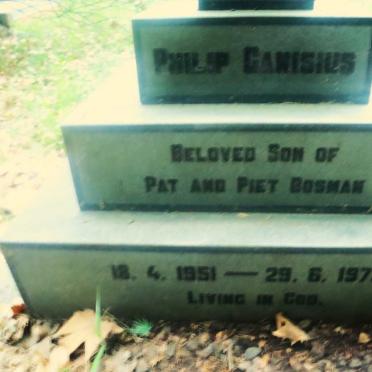 Philip Canisius
Beloved Son of
Pat and Piet Bosman
18. 4. 1951 — 29. 6. 197
Living in God.